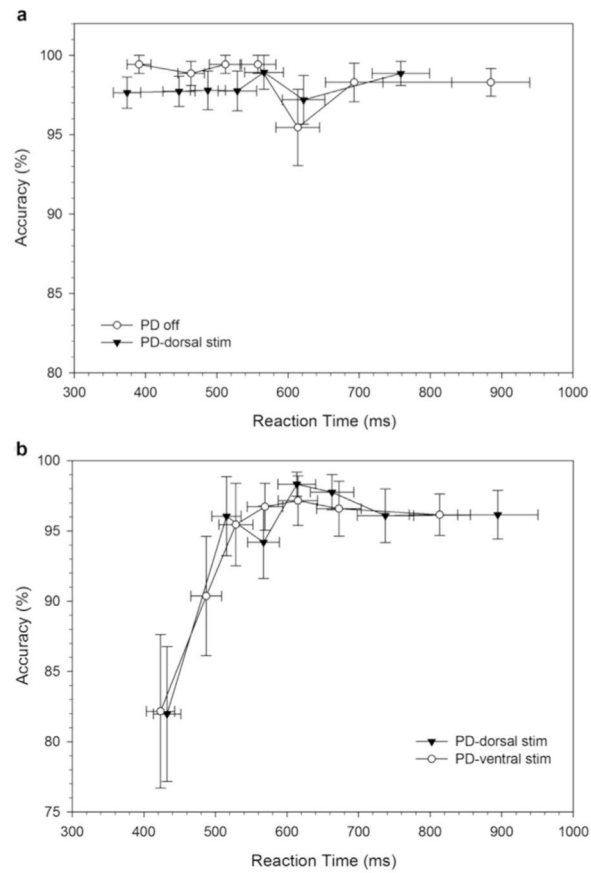 a
100
95
90
85
80
Accuracy (%)
PD off
PD-dorsal stim
300 400 500 600 700 800 900 1000
Reaction Time (ms)
b
100
95
90
85
80
75
Accuracy (%)
PD-dorsal stim
PD-ventral stim
300 400 500 600 700 800 900 1000
Reaction Time (ms)